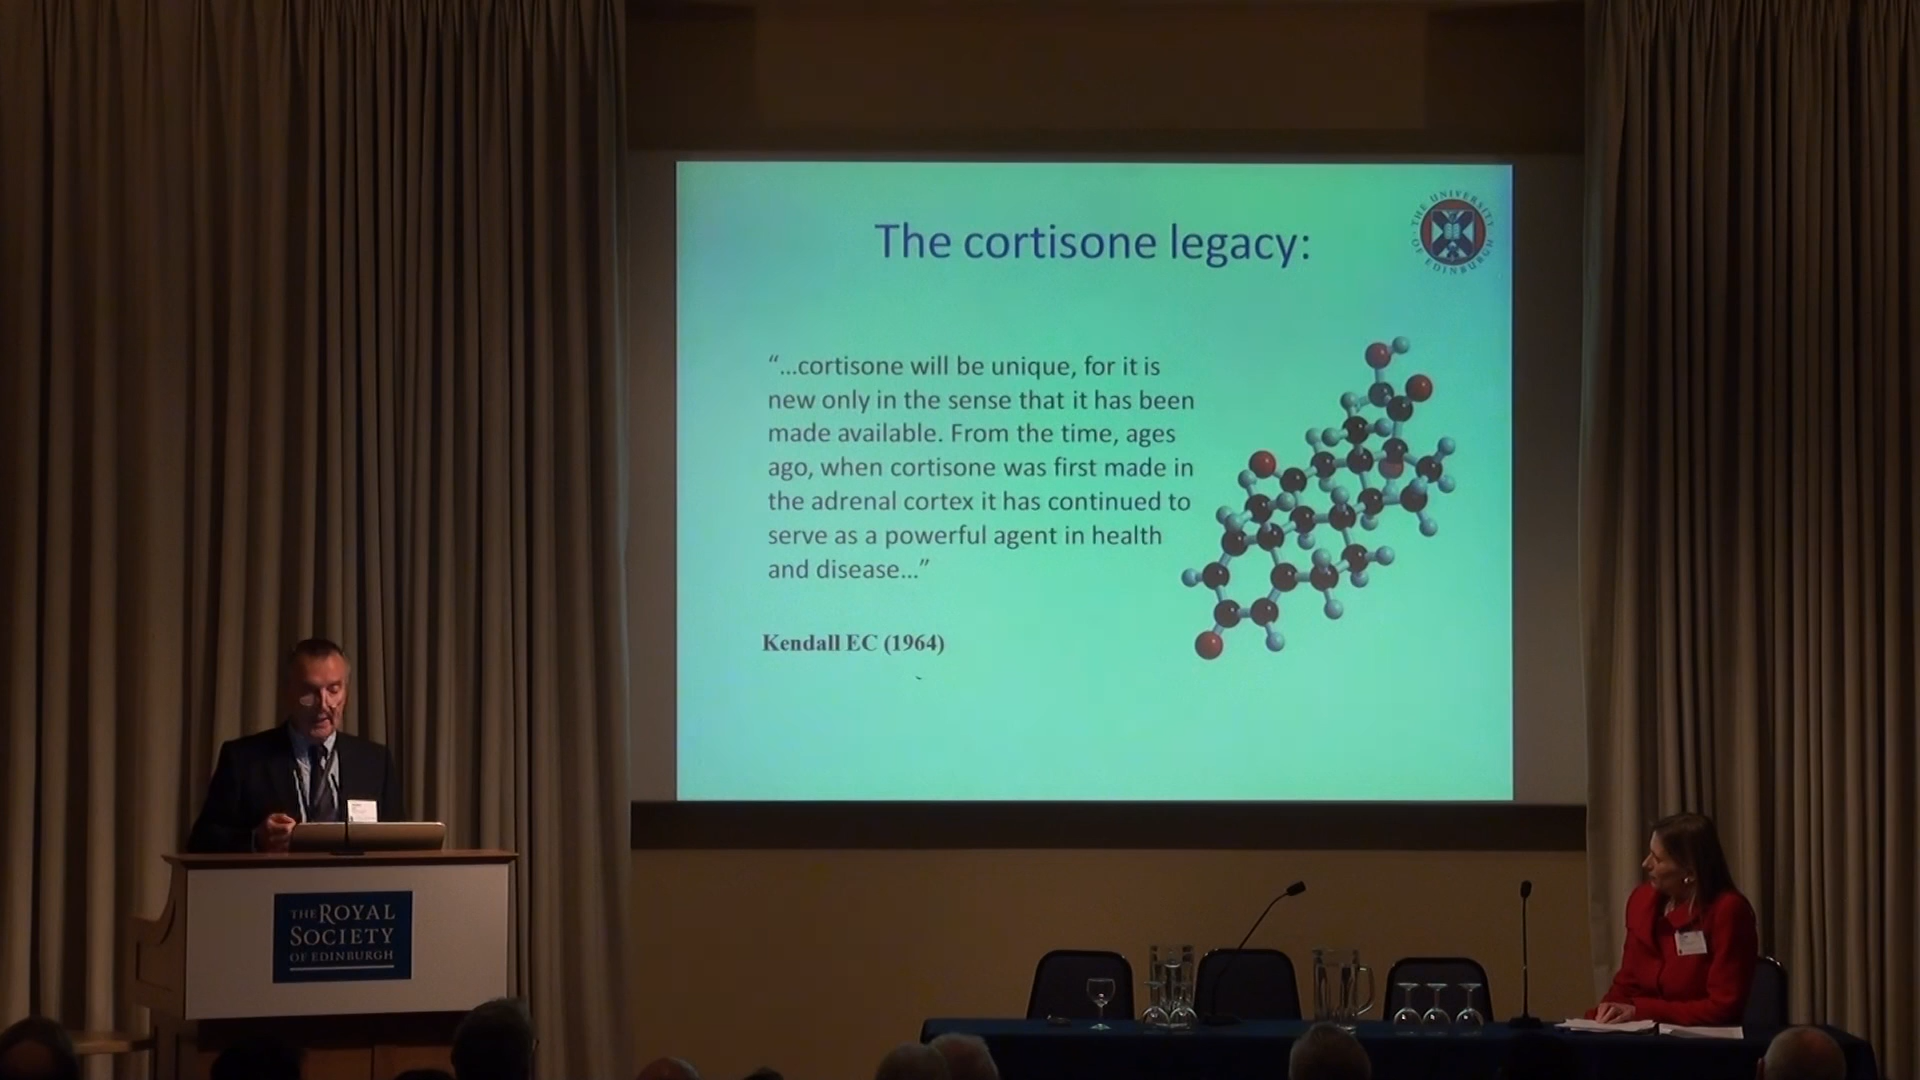 The cortisone legacy:
THE UNIVERSITY OF EDINBURGH
“...cortisone will be unique, for it is
new only in the sense that it has been
made available. From the time, ages
ago, when cortisone was first made in
the adrenal cortex it has continued to
serve as a powerful agent in health
and disease...”
Kendall EC (1964)
THE ROYAL
SOCIETY
OF EDINBURGH